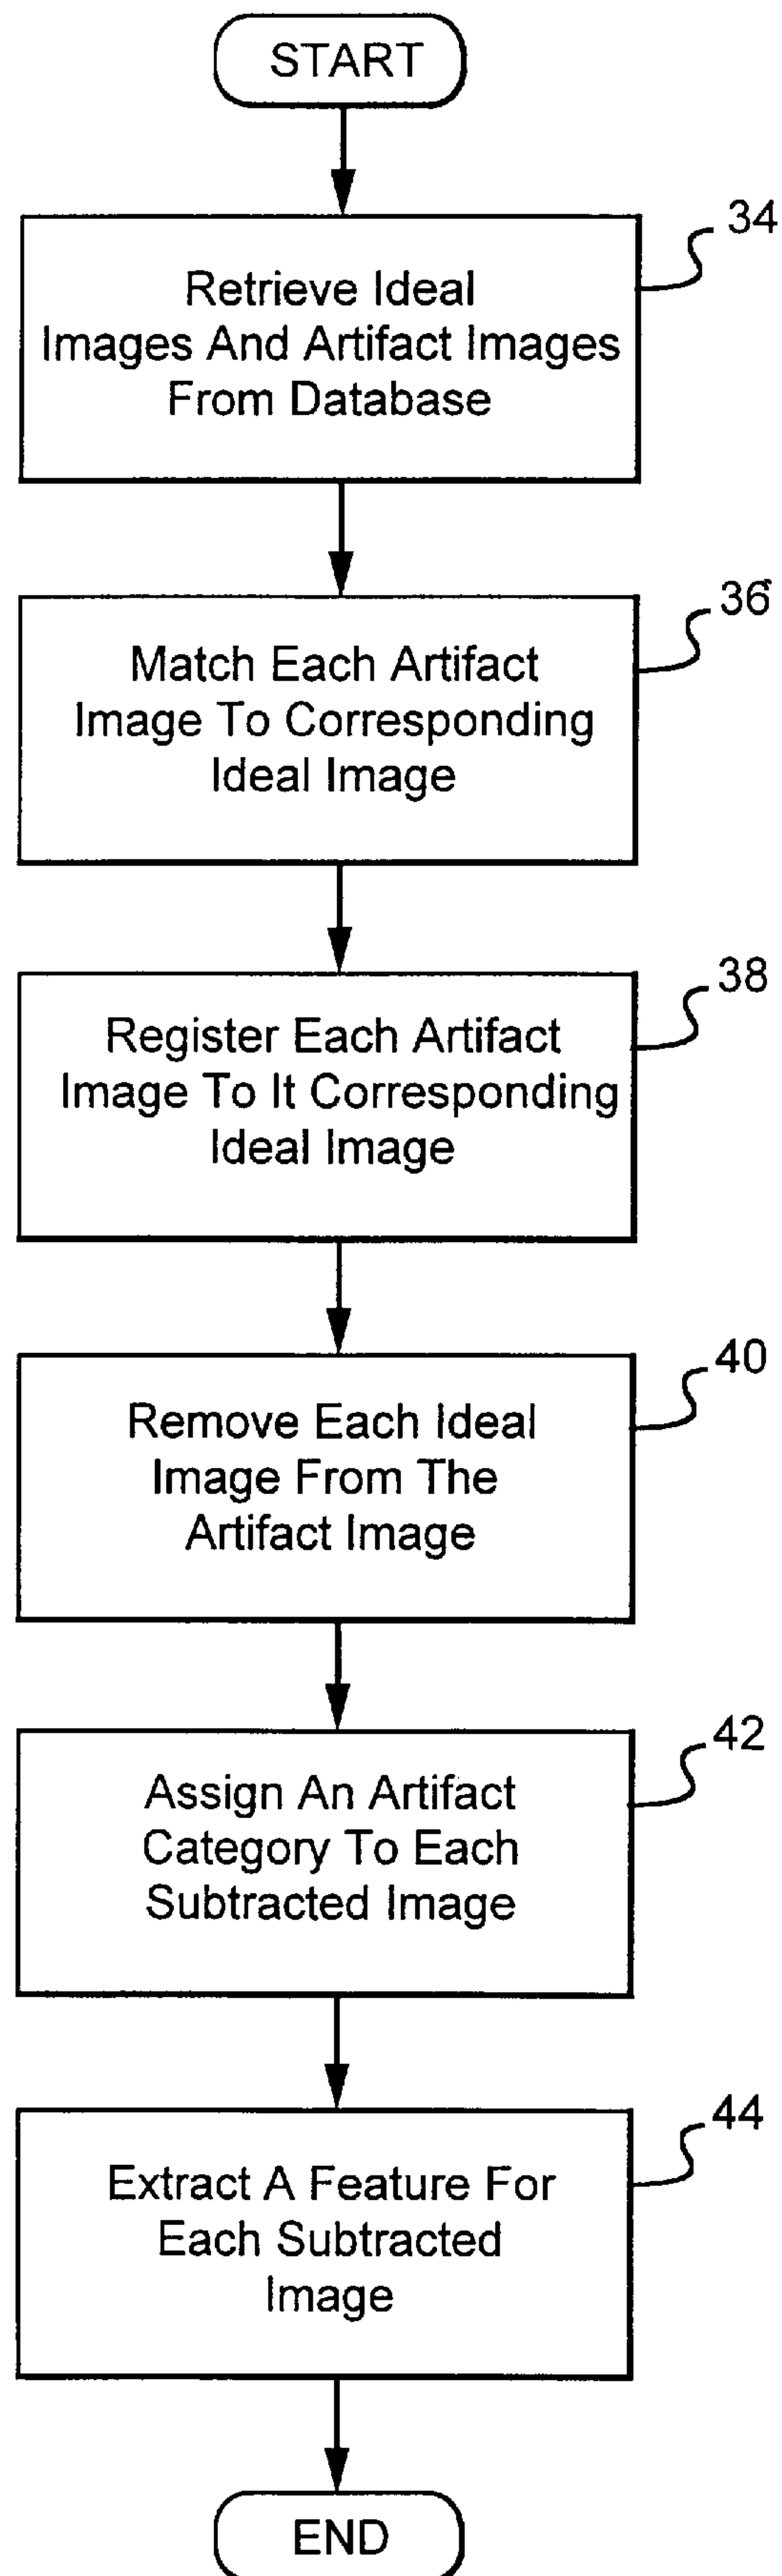 START
34
Retrieve Ideal
Images And Artifact Images
From Database
36
Match Each Artifact
Image To Corresponding
Ideal Image
38
Register Each Artifact
Image To It Corresponding
Ideal Image
40
Remove Each Ideal
Image From The
Artifact Image
42
Assign An Artifact
Category To Each
Subtracted Image
44
Extract A Feature For
Each Subtracted
Image
END